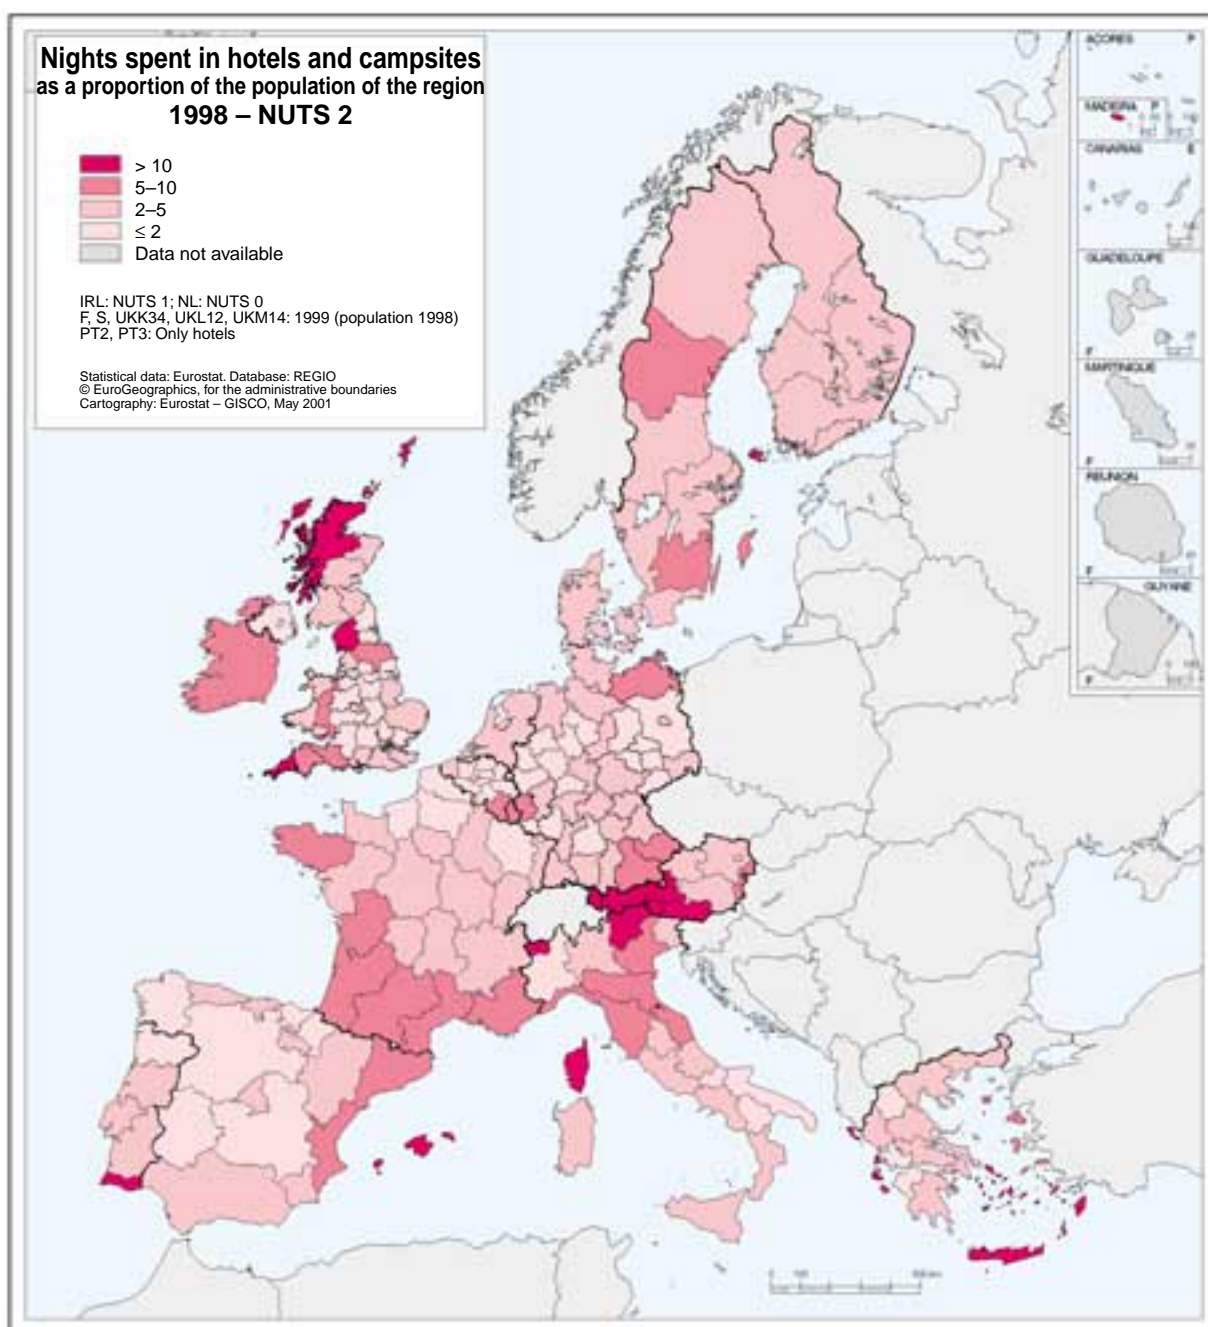 Nights spent in hotels and campsites
as a proportion of the population of the region
1998 – NUTS 2
> 10
5–10
2–5
≤ 2
Data not available
IRL: NUTS 1; NL: NUTS 0
F, S, UKK34, UKL12, UKM14: 1999 (population 1998)
PT2, PT3: Only hotels
Statistical data: Eurostat. Database: REGIO
© EuroGeographics, for the administrative boundaries
Cartography: Eurostat – GISCO, May 2001
AÇORES P
MADEIRA P
CANARIAS E
GUADELOUPE
F
MARTINIQUE
F
REUNION
F
GUYANE
F